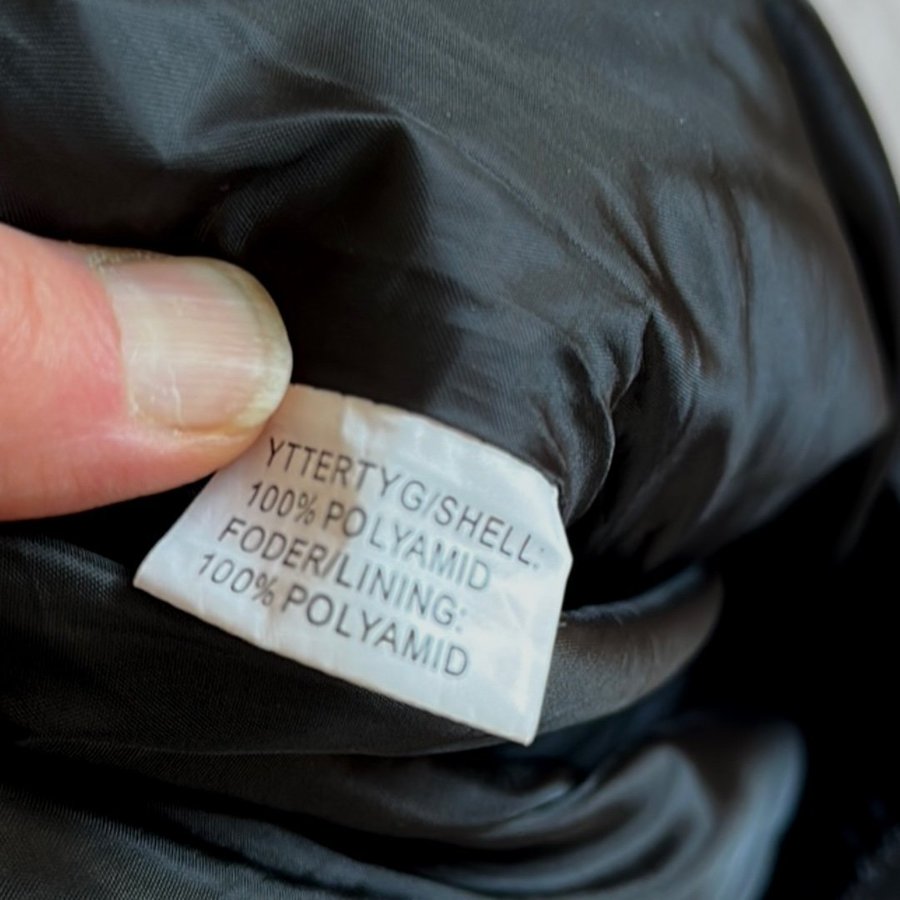 YTTERTYG/SHELL:
100% POLYAMID
FODER/LINING:
100% POLYAMID